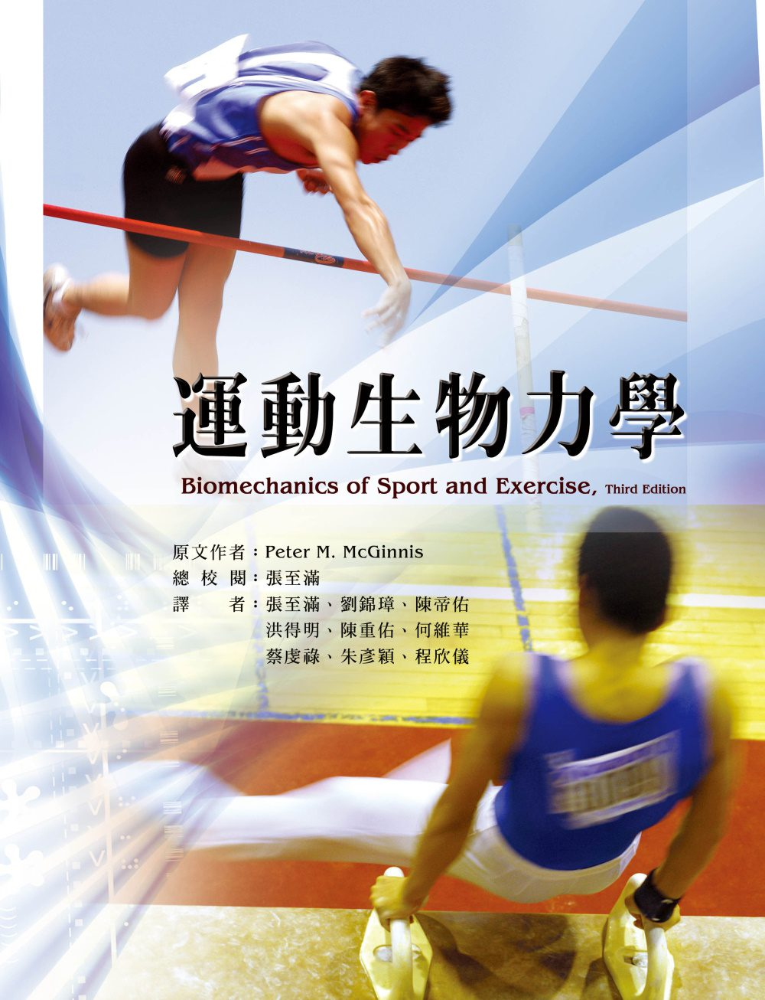 運動生物力學
Biomechanics of Sport and Exercise, Third Edition
原文作者：Peter M. McGinnis
總校閱：張至滿
譯者：張至滿、劉錦璋、陳帝佑
洪得明、陳重佑、何維華
蔡虔祿、朱彥穎、程欣儀